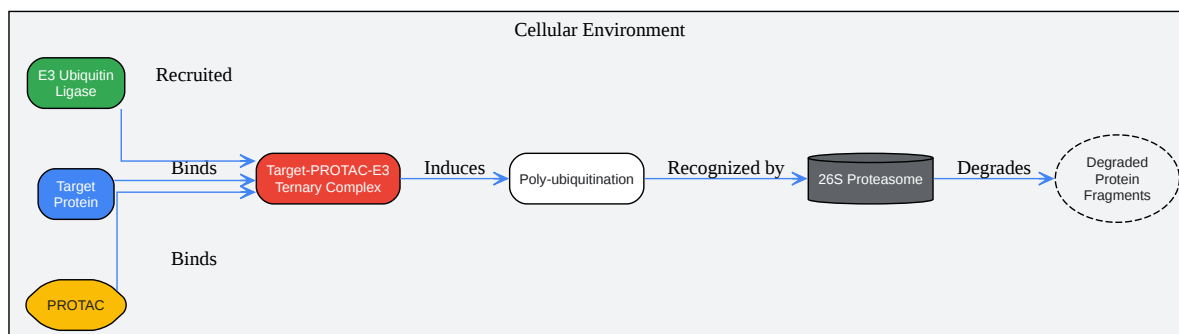 Cellular Environment
E3 Ubiquitin
Ligase
Recruited
Target
Protein
Binds
PROTAC
Binds
Target-PROTAC-E3
Ternary Complex
Induces
Poly-ubiquitination
Recognized by
26S Proteasome
Degrades
Degraded
Protein
Fragments